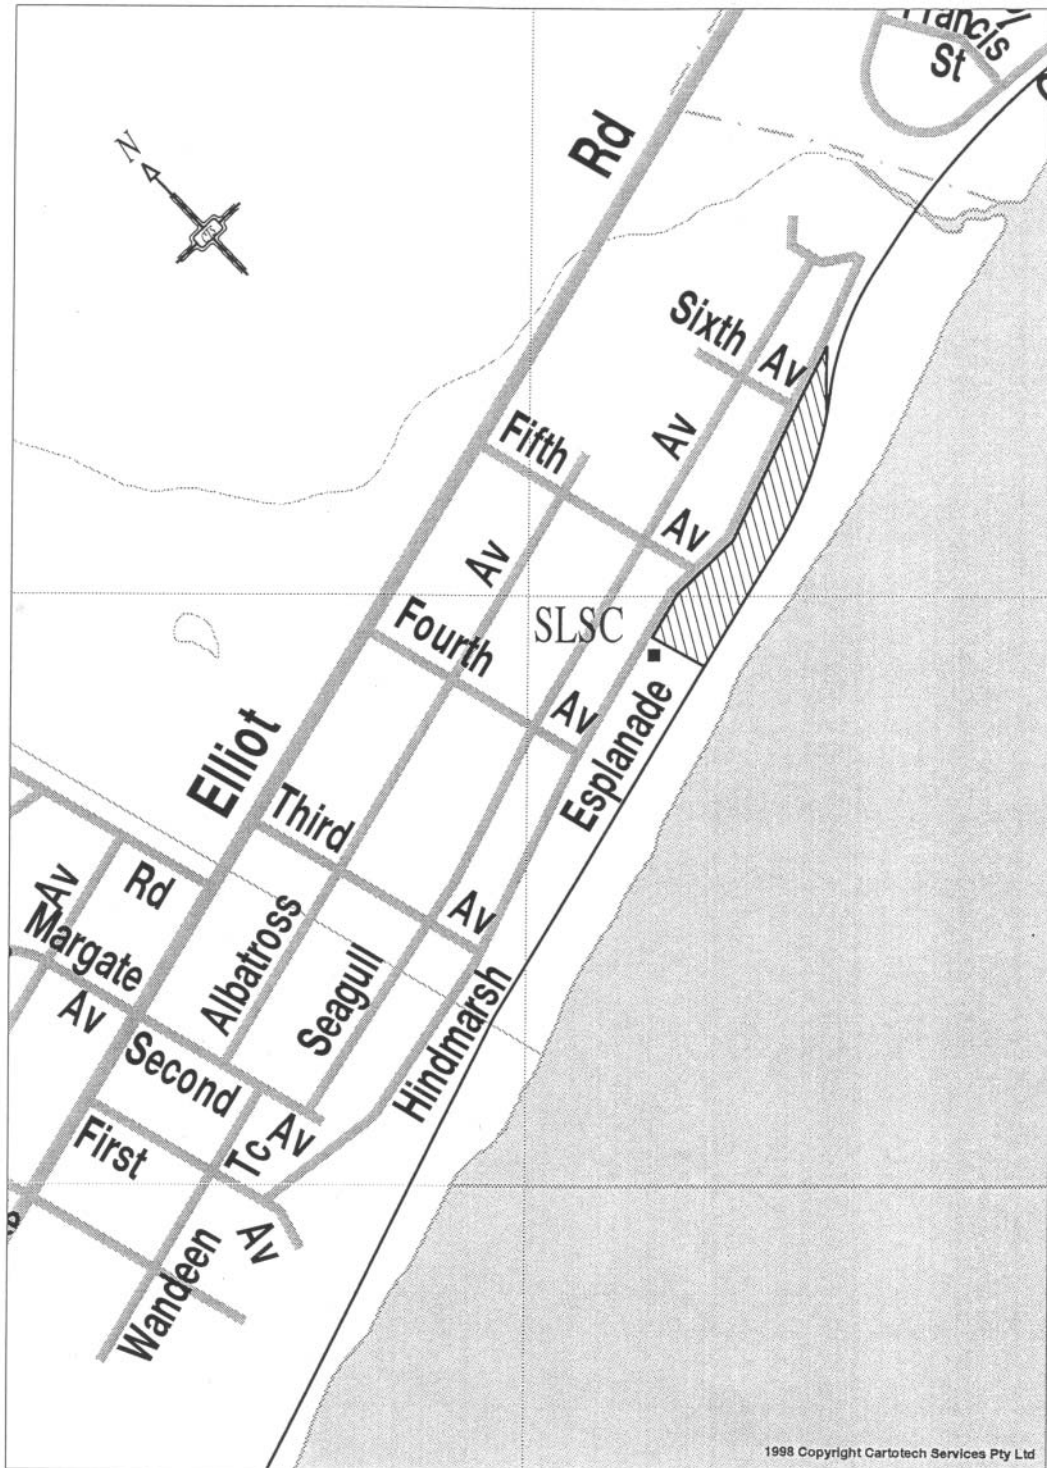 Francis
St
N
Rd
Sixth
Av
Fifth
Av
Av
Av
Fourth
SLSC
Av
Esplanade
Elliot
Third
Av
Rd
Albatross
Av
Margate
Av
Seagull
Hindmarsh
Second
Av
First
Tc
Av
Wandeen
1998 Copyright Cartotech Services Pty Ltd